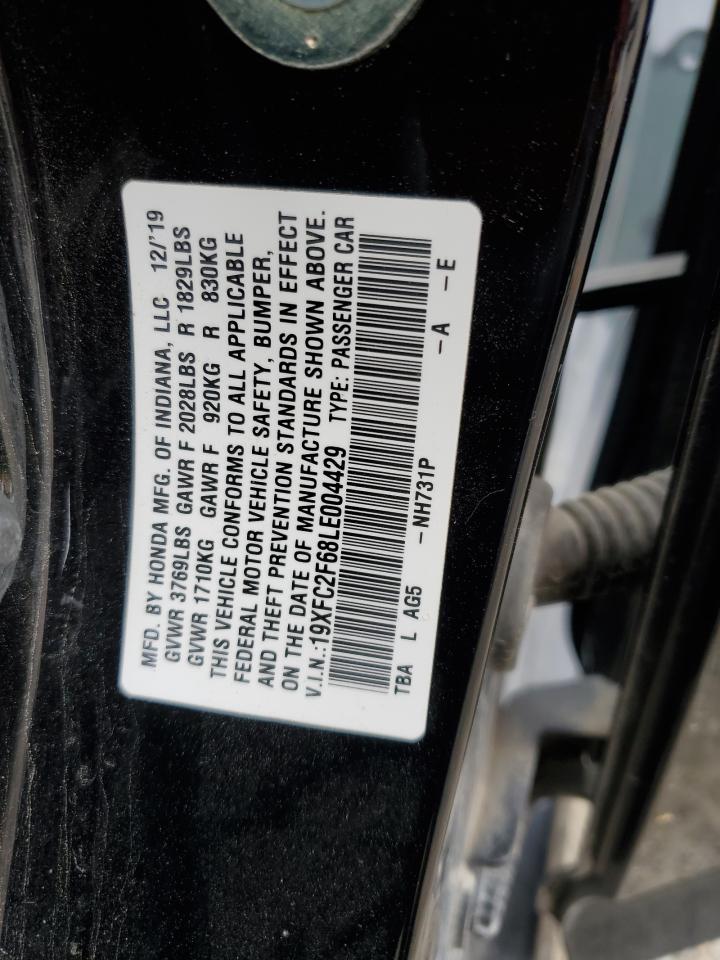 MFD. BY HONDA MFG. OF INDIANA, LLC 12/'19
GVWR 3769LBS GAWR F 2028LBS R 1829LBS
GVWR 1710KG GAWR F 920KG R 830KG
THIS VEHICLE CONFORMS TO ALL APPLICABLE
FEDERAL MOTOR VEHICLE SAFETY, BUMPER,
AND THEFT PREVENTION STANDARDS IN EFFECT
ON THE DATE OF MANUFACTURE SHOWN ABOVE.
V.I.N.:19XFC2F68LE004429 TYPE: PASSENGER CAR
TBA L AG5 -NH731P -A -E